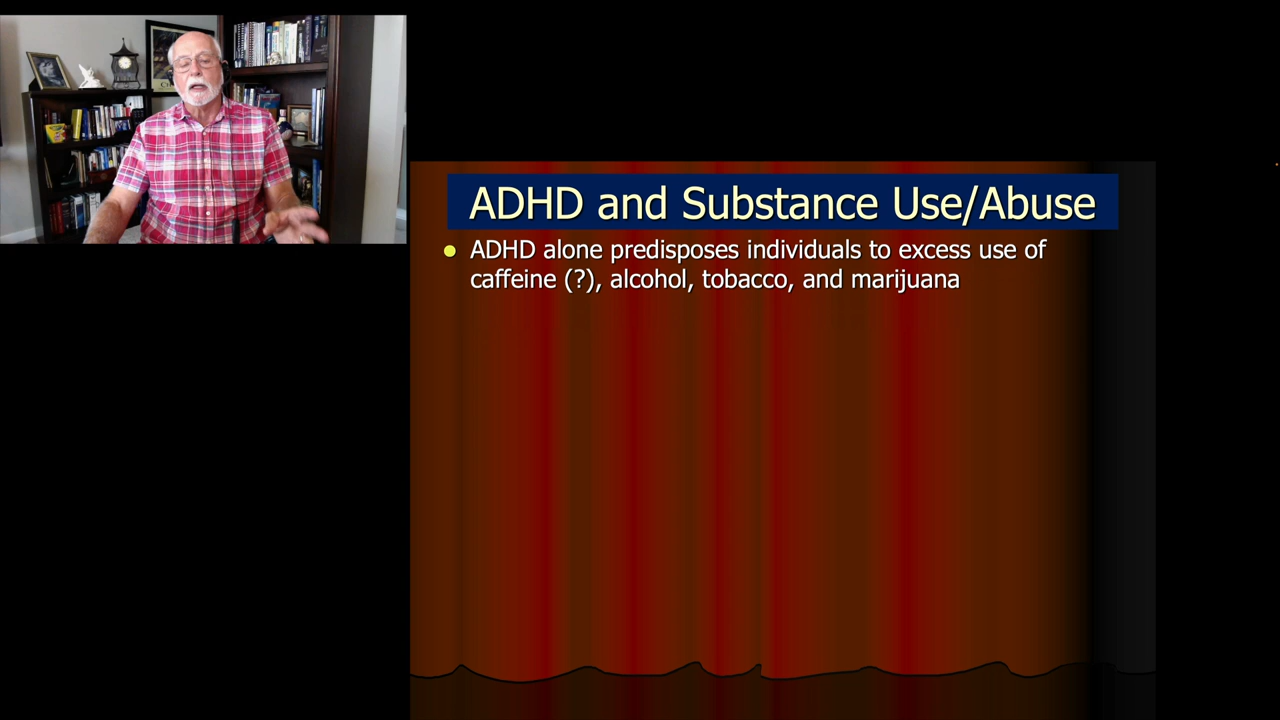 ADHD and Substance Use/Abuse
ADHD alone predisposes individuals to excess use of
caffeine (?), alcohol, tobacco, and marijuana